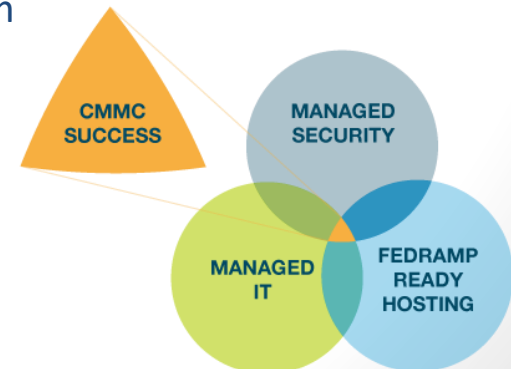 CMMC
SUCCESS
MANAGED
SECURITY
MANAGED
IT
FEDRAMP
READY
HOSTING